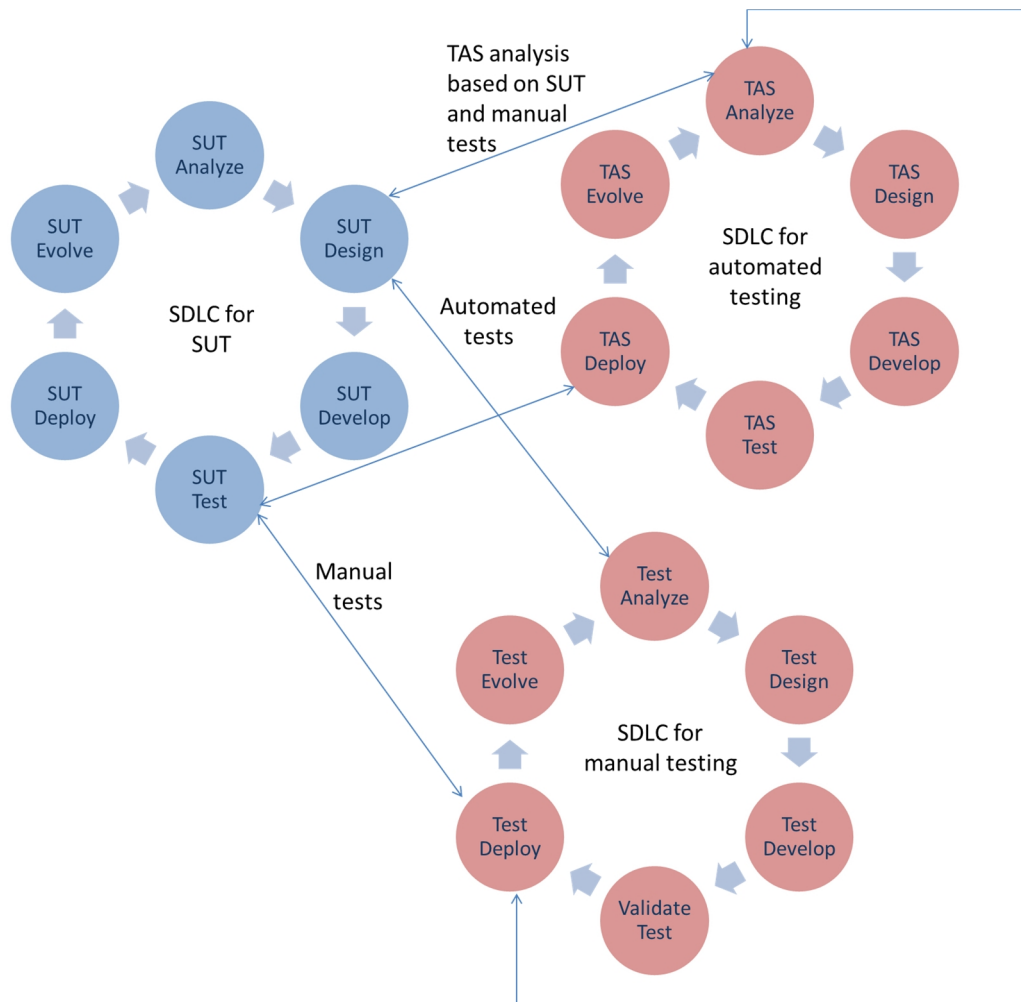 TAS analysis
based on SUT
and manual
tests
SUT
Analyze
SUT
Design
SUT
Develop
SUT
Test
SUT
Deploy
SUT
Evolve
SDLC for
SUT
TAS
Analyze
TAS
Design
TAS
Develop
TAS
Test
TAS
Deploy
TAS
Evolve
SDLC for
automated
testing
Automated
tests
Manual
tests
Test
Analyze
Test
Design
Test
Develop
Validate
Test
Test
Deploy
Test
Evolve
SDLC for
manual testing